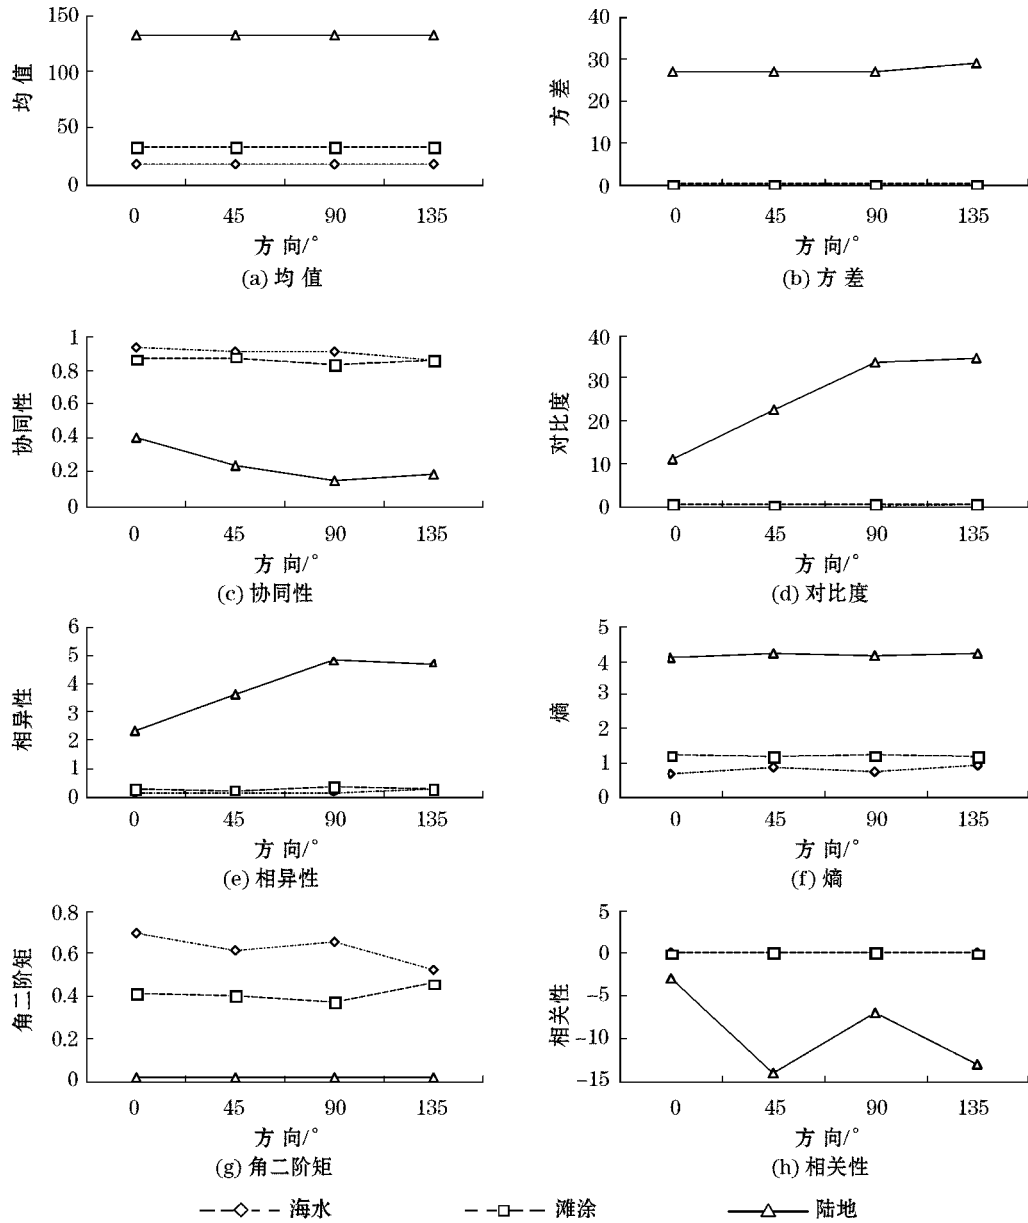 150
100
50
0
均 值
0 45 90 135
方 向/°
(a) 均 值
40
30
20
10
0
方 差
0 45 90 135
方 向/°
(b) 方 差
1
0.8
0.6
0.4
0.2
0
协同性
0 45 90 135
方 向/°
(c) 协同性
40
30
20
10
0
对比度
0 45 90 135
方 向/°
(d) 对比度
6
5
4
3
2
1
0
相异性
0 45 90 135
方 向/°
(e) 相异性
5
4
3
2
1
0
熵
0 45 90 135
方 向/°
(f) 熵
0.8
0.6
0.4
0.2
0
角二阶矩
0 45 90 135
方 向/°
(g) 角二阶矩
5
0
-5
-10
-15
相关性
0 45 90 135
方 向/°
(h) 相关性
海水 滩涂 陆地